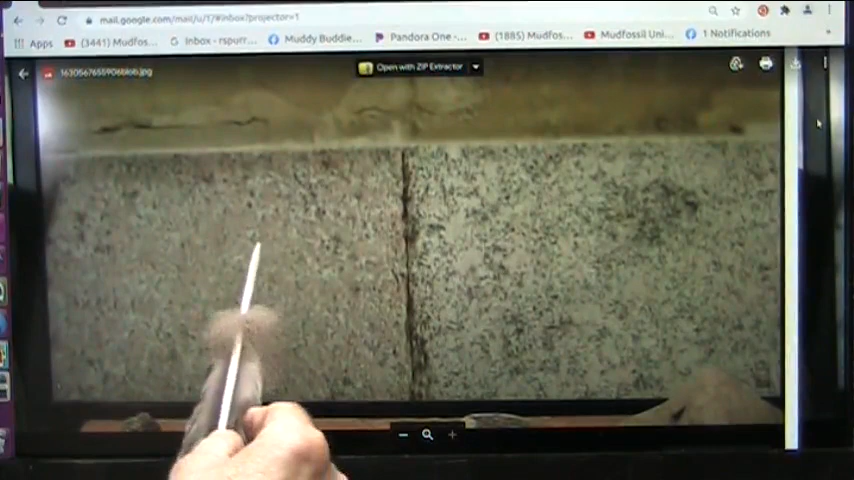 mail.google.com/mail/u/1/#inbox?projector=1
Apps (3441) Mudfos... Inbox - rspurr... Muddy Buddie... Pandora One -... (1885) Mudfos... Mudfossil Uni... 1 Notifications
1630567655906blob.jpg Open with ZIP Extractor